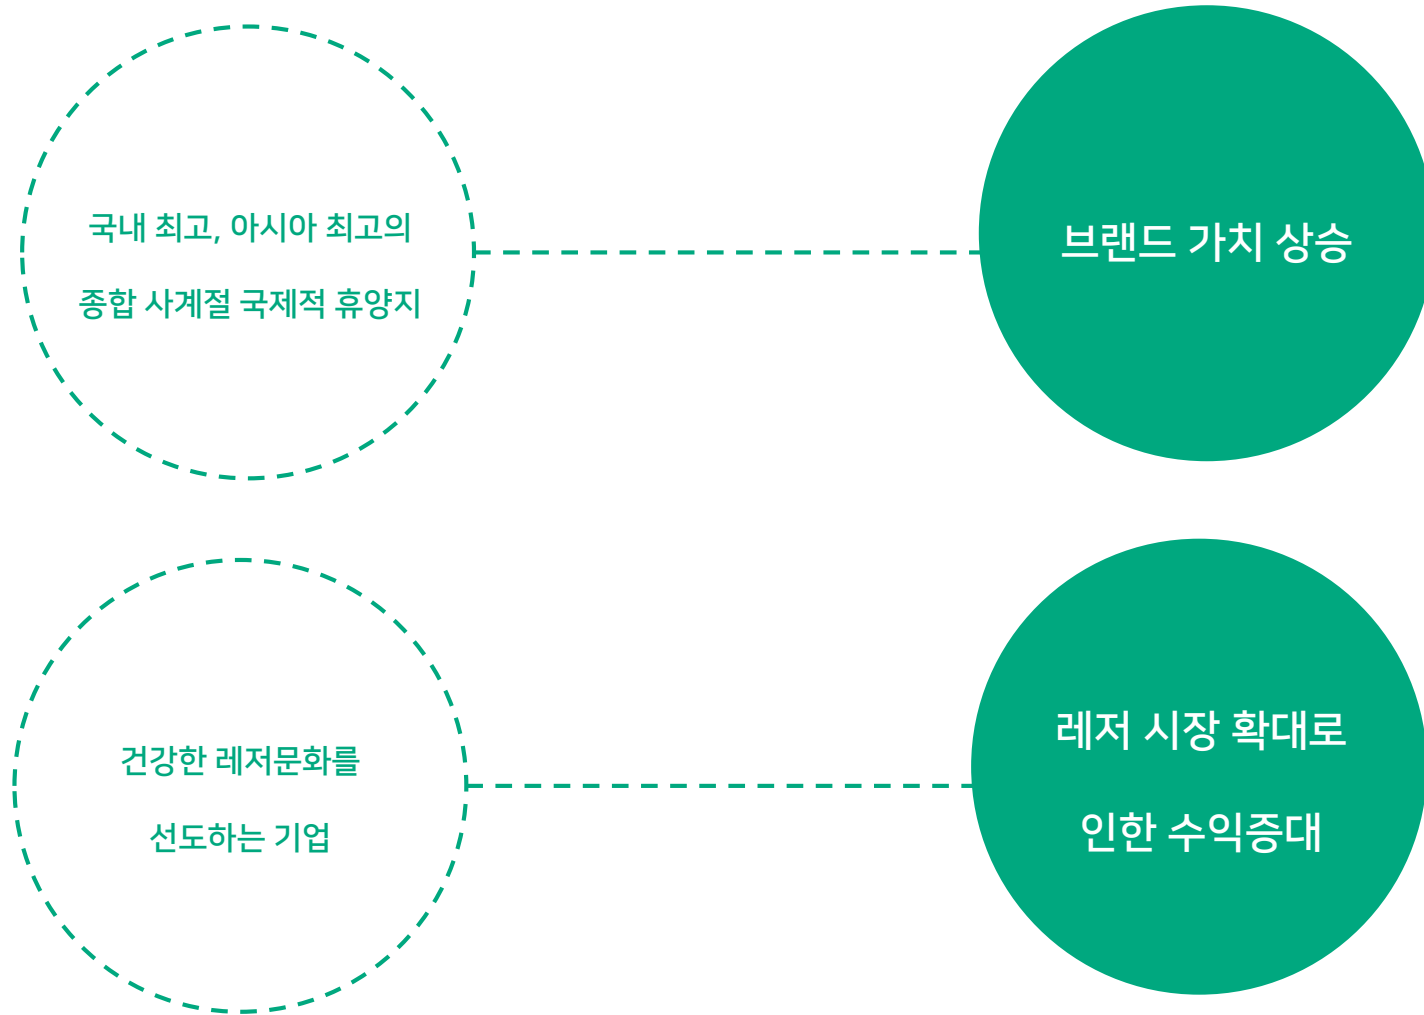 국내 최고, 아시아 최고의
종합 사계절 국제적 휴양지
브랜드 가치 상승
건강한 레저문화를
선도하는 기업
레저 시장 확대로
인한 수익증대